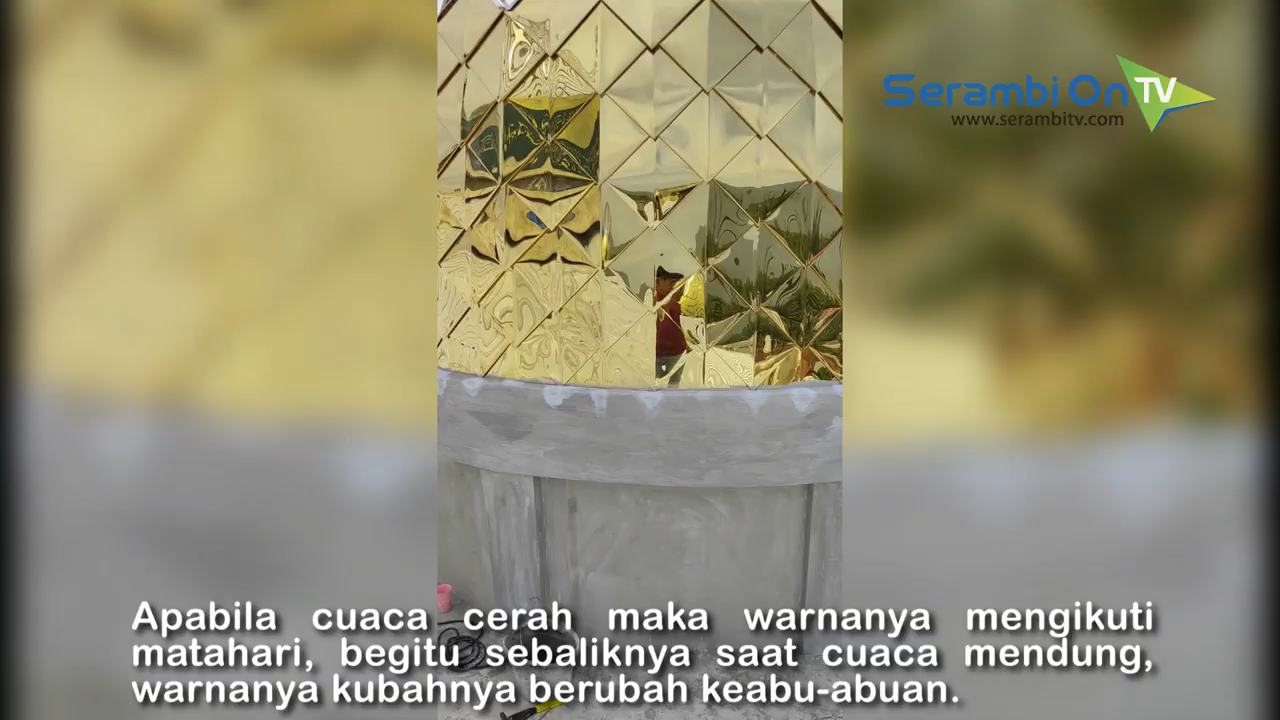 Serambi On TV
www.serambitv.com
Apabila cuaca cerah maka warnanya mengikuti
matahari, begitu sebaliknya saat cuaca mendung,
warnanya kubahnya berubah keabu-abuan.